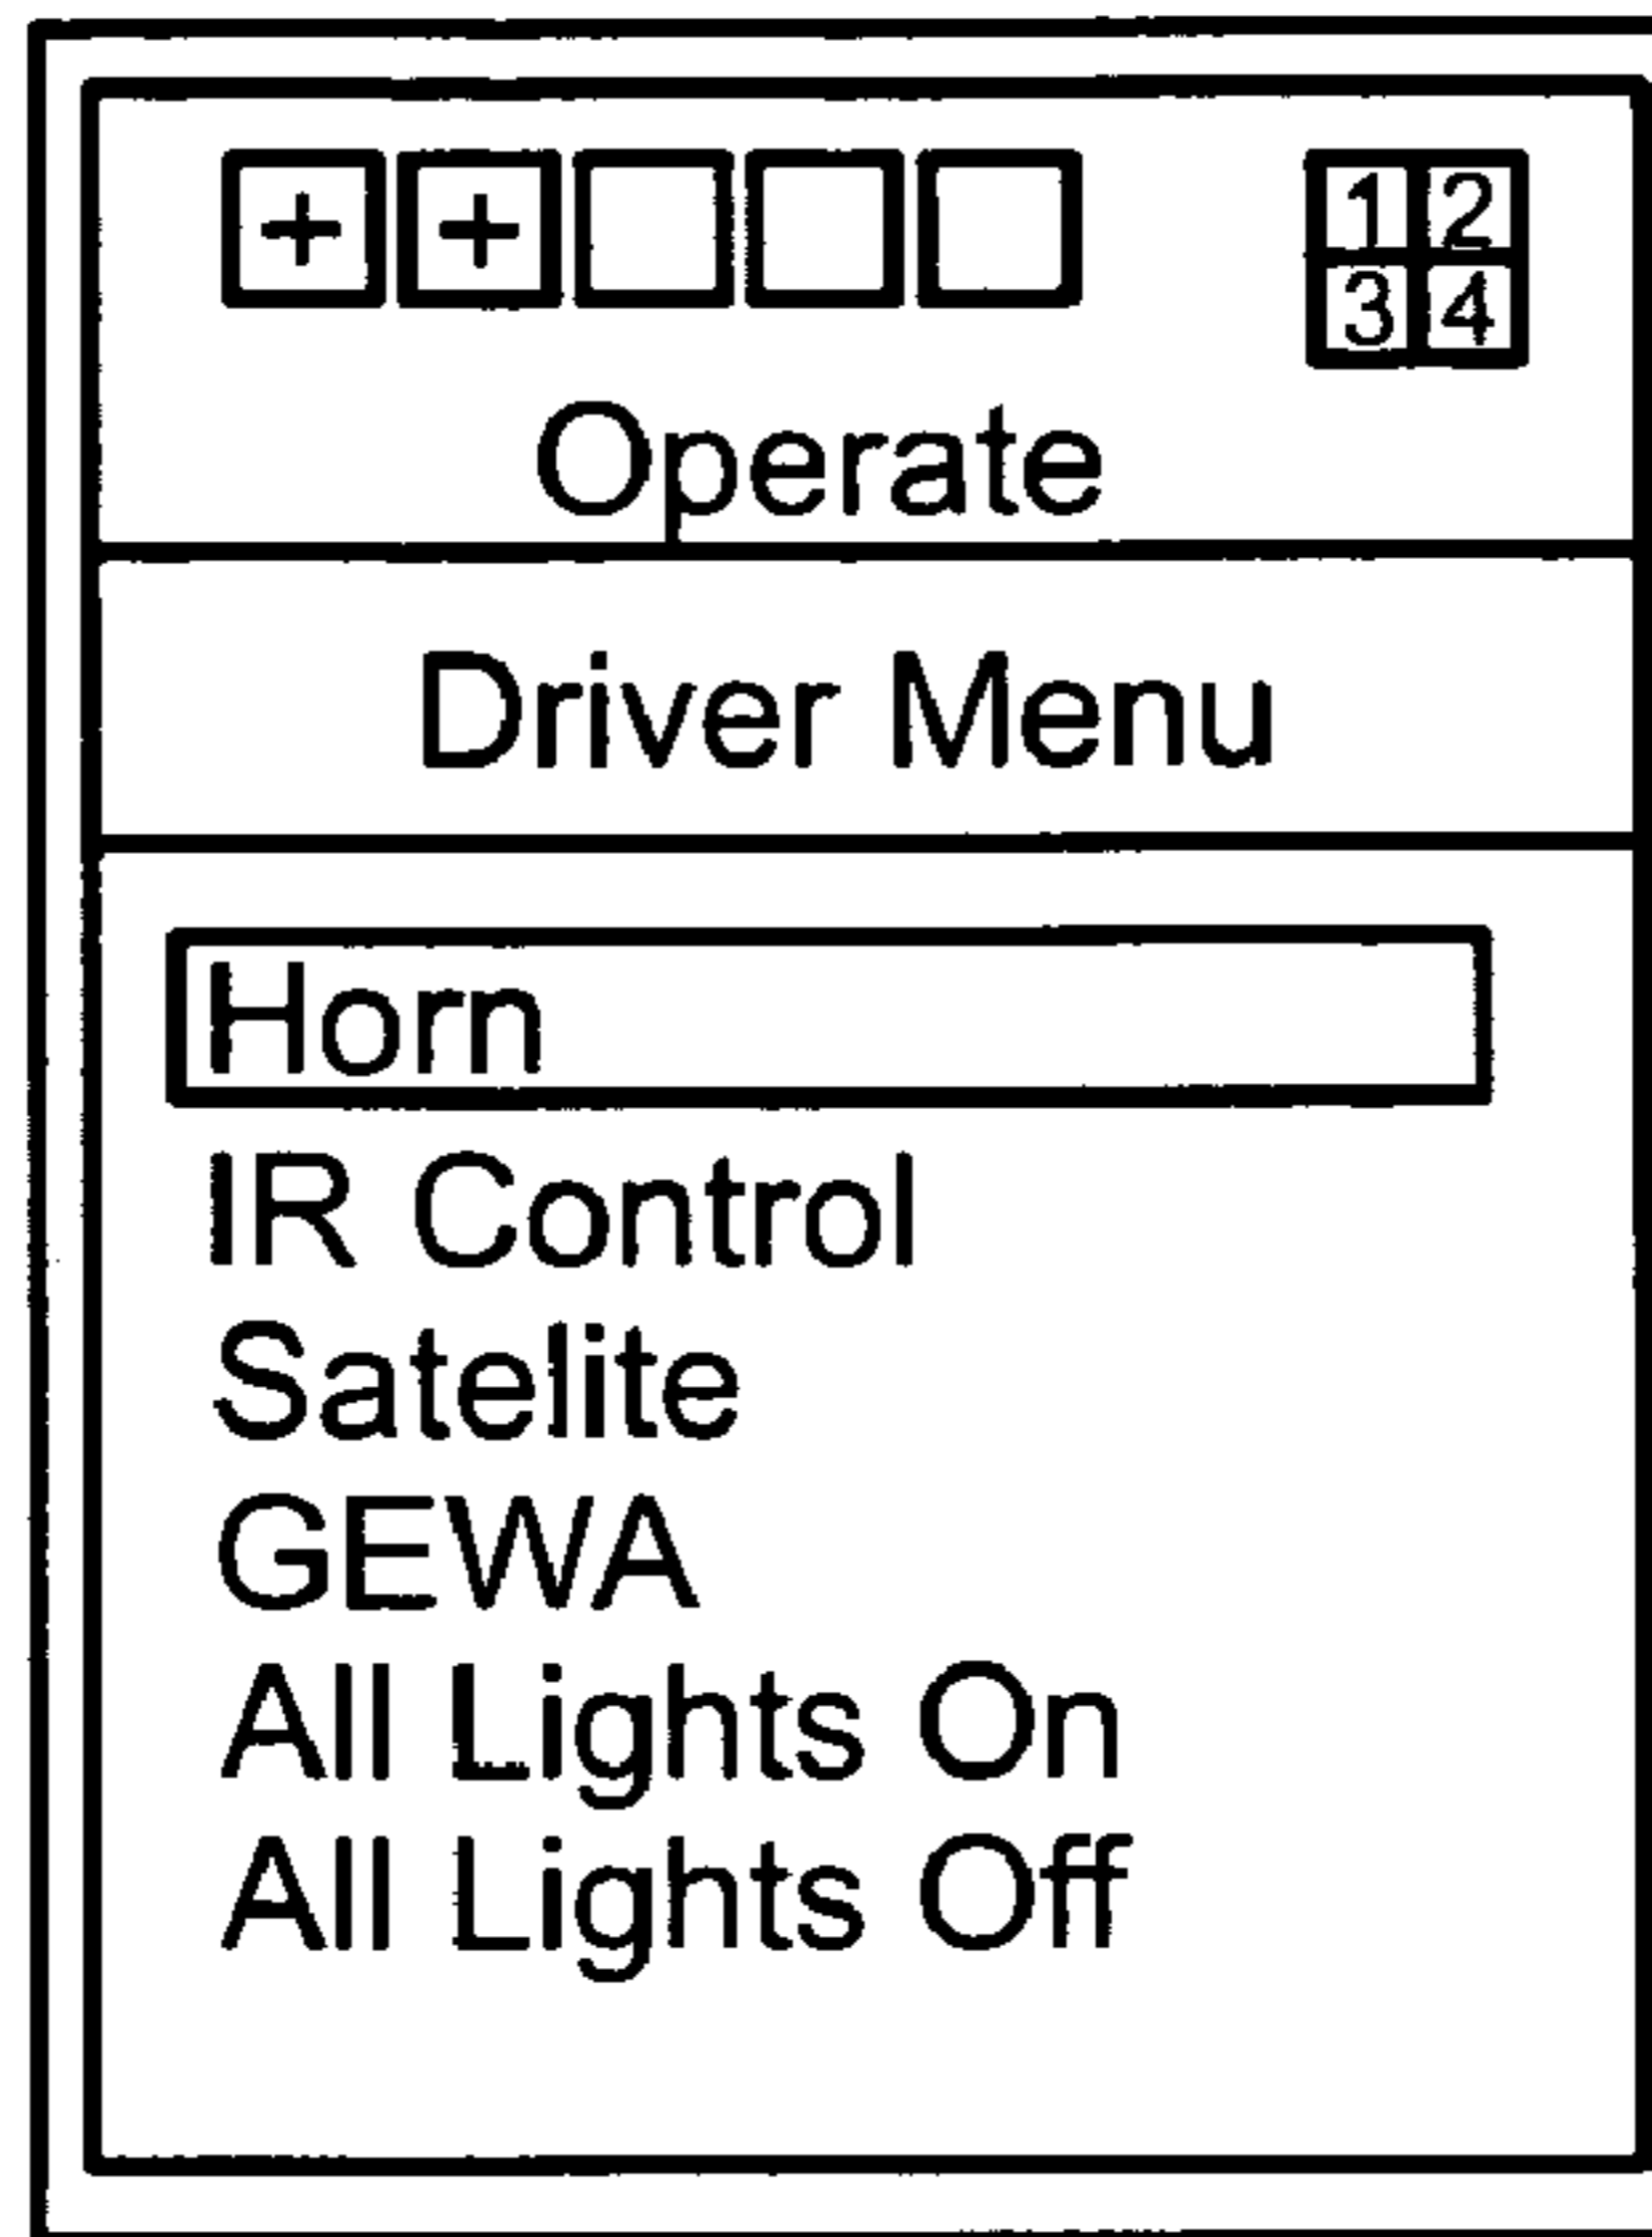 + + 1 2
3 4
Operate
Driver Menu
Horn
IR Control
Satelite
GEWA
All Lights On
All Lights Off